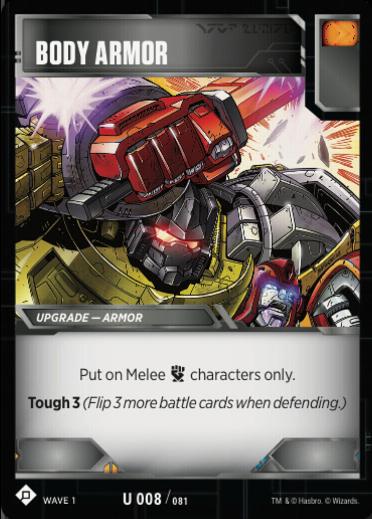 BODY ARMOR
UPGRADE — ARMOR
Put on Melee characters only.
Tough 3 (Flip 3 more battle cards when defending.)
WAVE 1
U 008 / 081
TM & © Hasbro. © Wizards.